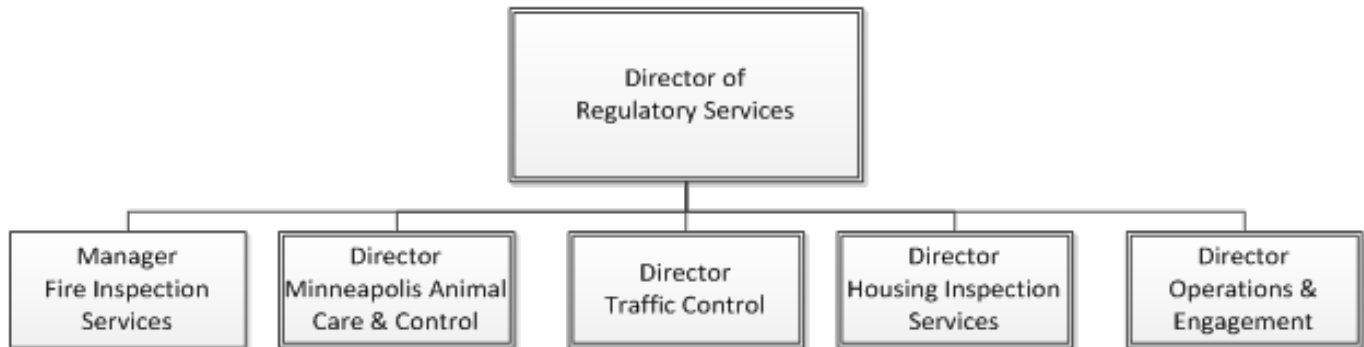 Director of
Regulatory Services
Manager
Fire Inspection
Services
Director
Minneapolis Animal
Care & Control
Director
Traffic Control
Director
Housing Inspection
Services
Director
Operations &
Engagement